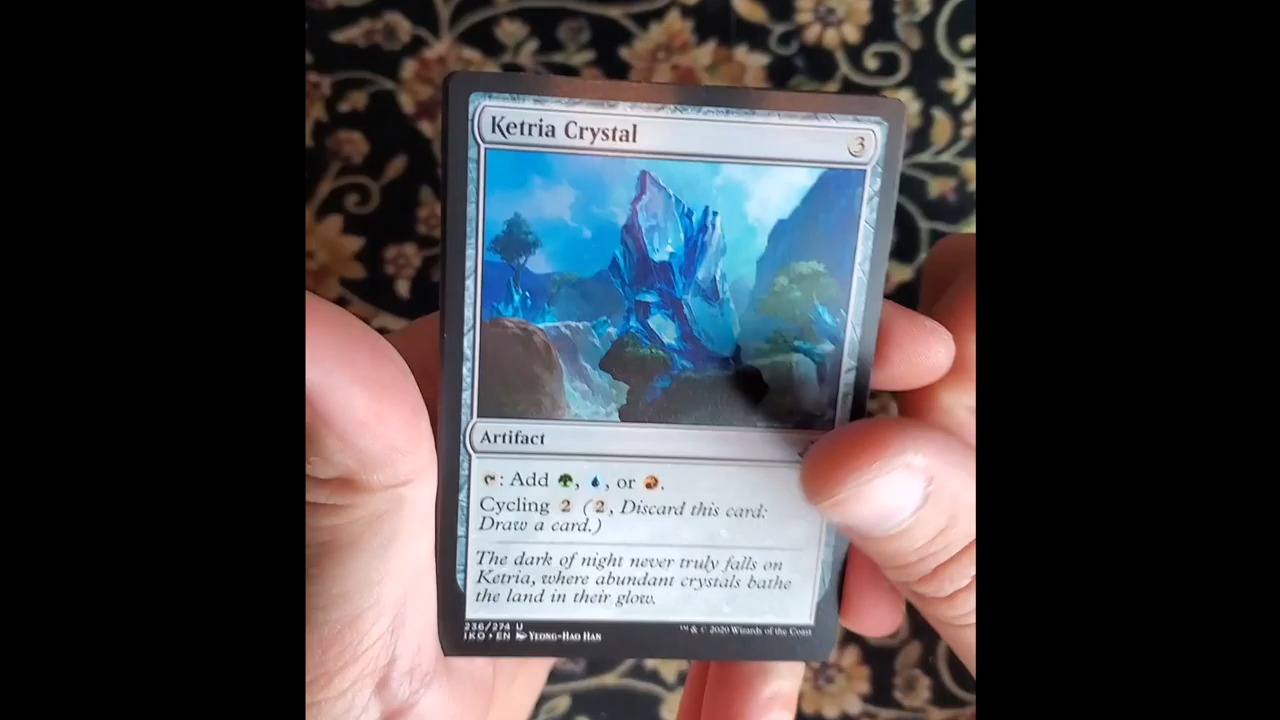 Ketria Crystal 3
Artifact
: Add , , or .
Cycling 2 (2, Discard this card:
Draw a card.)
The dark of night never truly falls on
Ketria, where abundant crystals bathe
the land in their glow.
236/274 U
IKO • EN Yeong-Hao Han
™ & © 2020 Wizards of the Coast